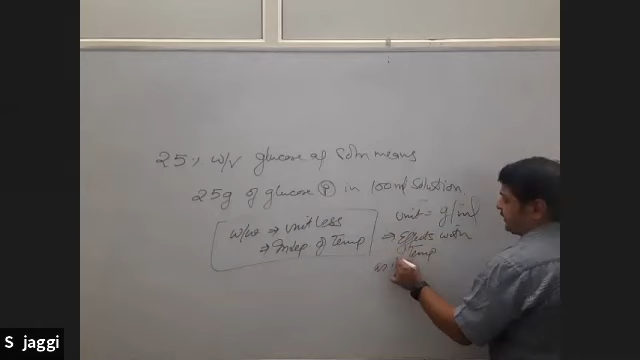 25% w/v glucose aq Soln means
25g of glucose P in 100ml Solution
unit = g/ml
w/w → Unit less
→ Indep of Temp
→ Effects with
Temp
as
S jaggi